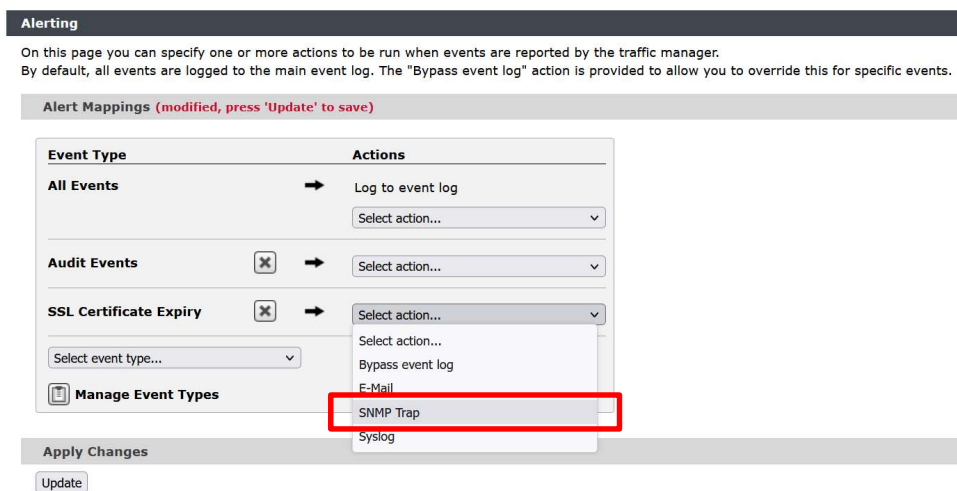 Alerting
On this page you can specify one or more actions to be run when events are reported by the traffic manager.
By default, all events are logged to the main event log. The "Bypass event log" action is provided to allow you to override this for specific events.
Alert Mappings (modified, press 'Update' to save)
Event Type Actions
All Events Log to event log
Select action...
Audit Events Select action...
SSL Certificate Expiry Select action...
Select action...
Select event type...
Bypass event log
E-Mail
Manage Event Types
SNMP Trap
Syslog
Apply Changes
Update